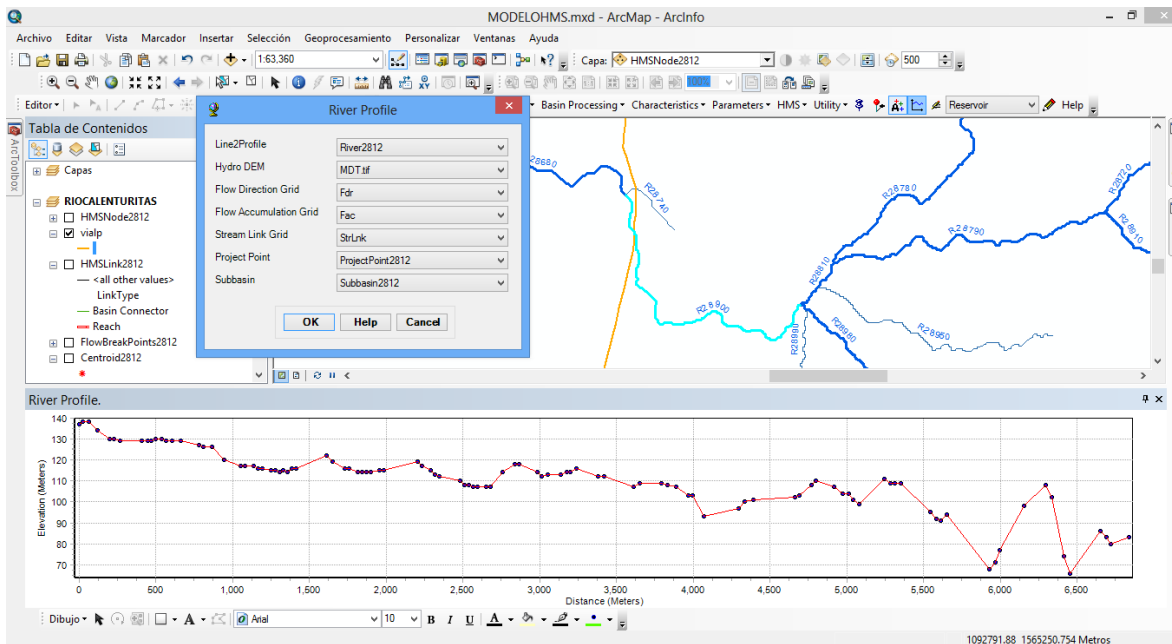 MODELOHMS.mxd - ArcMap - ArcInfo
Archivo Editar Vista Marcador Insertar Selección Geoprocesamiento Personalizar Ventanas Ayuda
1:63,360 Capa: HMSNode2812 500
100%
Editor Basin Processing Characteristics Parameters HMS Utility Reservoir Help
ArcToolbox
Tabla de Contenidos
Capas
RIOCALENTURITAS
HMSNode2812
vialp
HMSLink2812
<all other values>
LinkType
Basin Connector
Reach
FlowBreakPoints2812
Centroid2812
River Profile
Line2Profile River2812
Hydro DEM MDT.tif
Flow Direction Grid Fdr
Flow Accumulation Grid Fac
Stream Link Grid StrLnk
Project Point ProjectPoint2812
Subbasin Subbasin2812
OK Help Cancel
28680
R28740
R28780
R28720
R28790
R28910
R28810
R28900
R28990
R28980
R28950
River Profile.
Elevation (Meters)
140
130
120
110
100
90
80
70
0 500 1,000 1,500 2,000 2,500 3,000 3,500 4,000 4,500 5,000 5,500 6,000 6,500
Distance (Meters)
Dibujo A Arial 10 B I U A
1092791.88 1565250.754 Metros